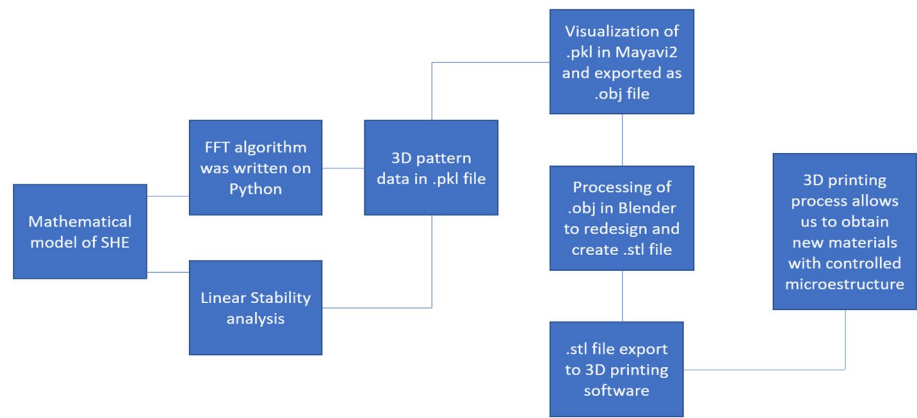 Mathematical
model of SHE
FFT algorithm
was written on
Python
Linear Stability
analysis
3D pattern
data in .pkl file
Visualization of
.pkl in Mayavi2
and exported as
.obj file
Processing of
.obj in Blender
to redesign and
create .stl file
.stl file export
to 3D printing
software
3D printing
process allows
us to obtain
new materials
with controlled
microestructure